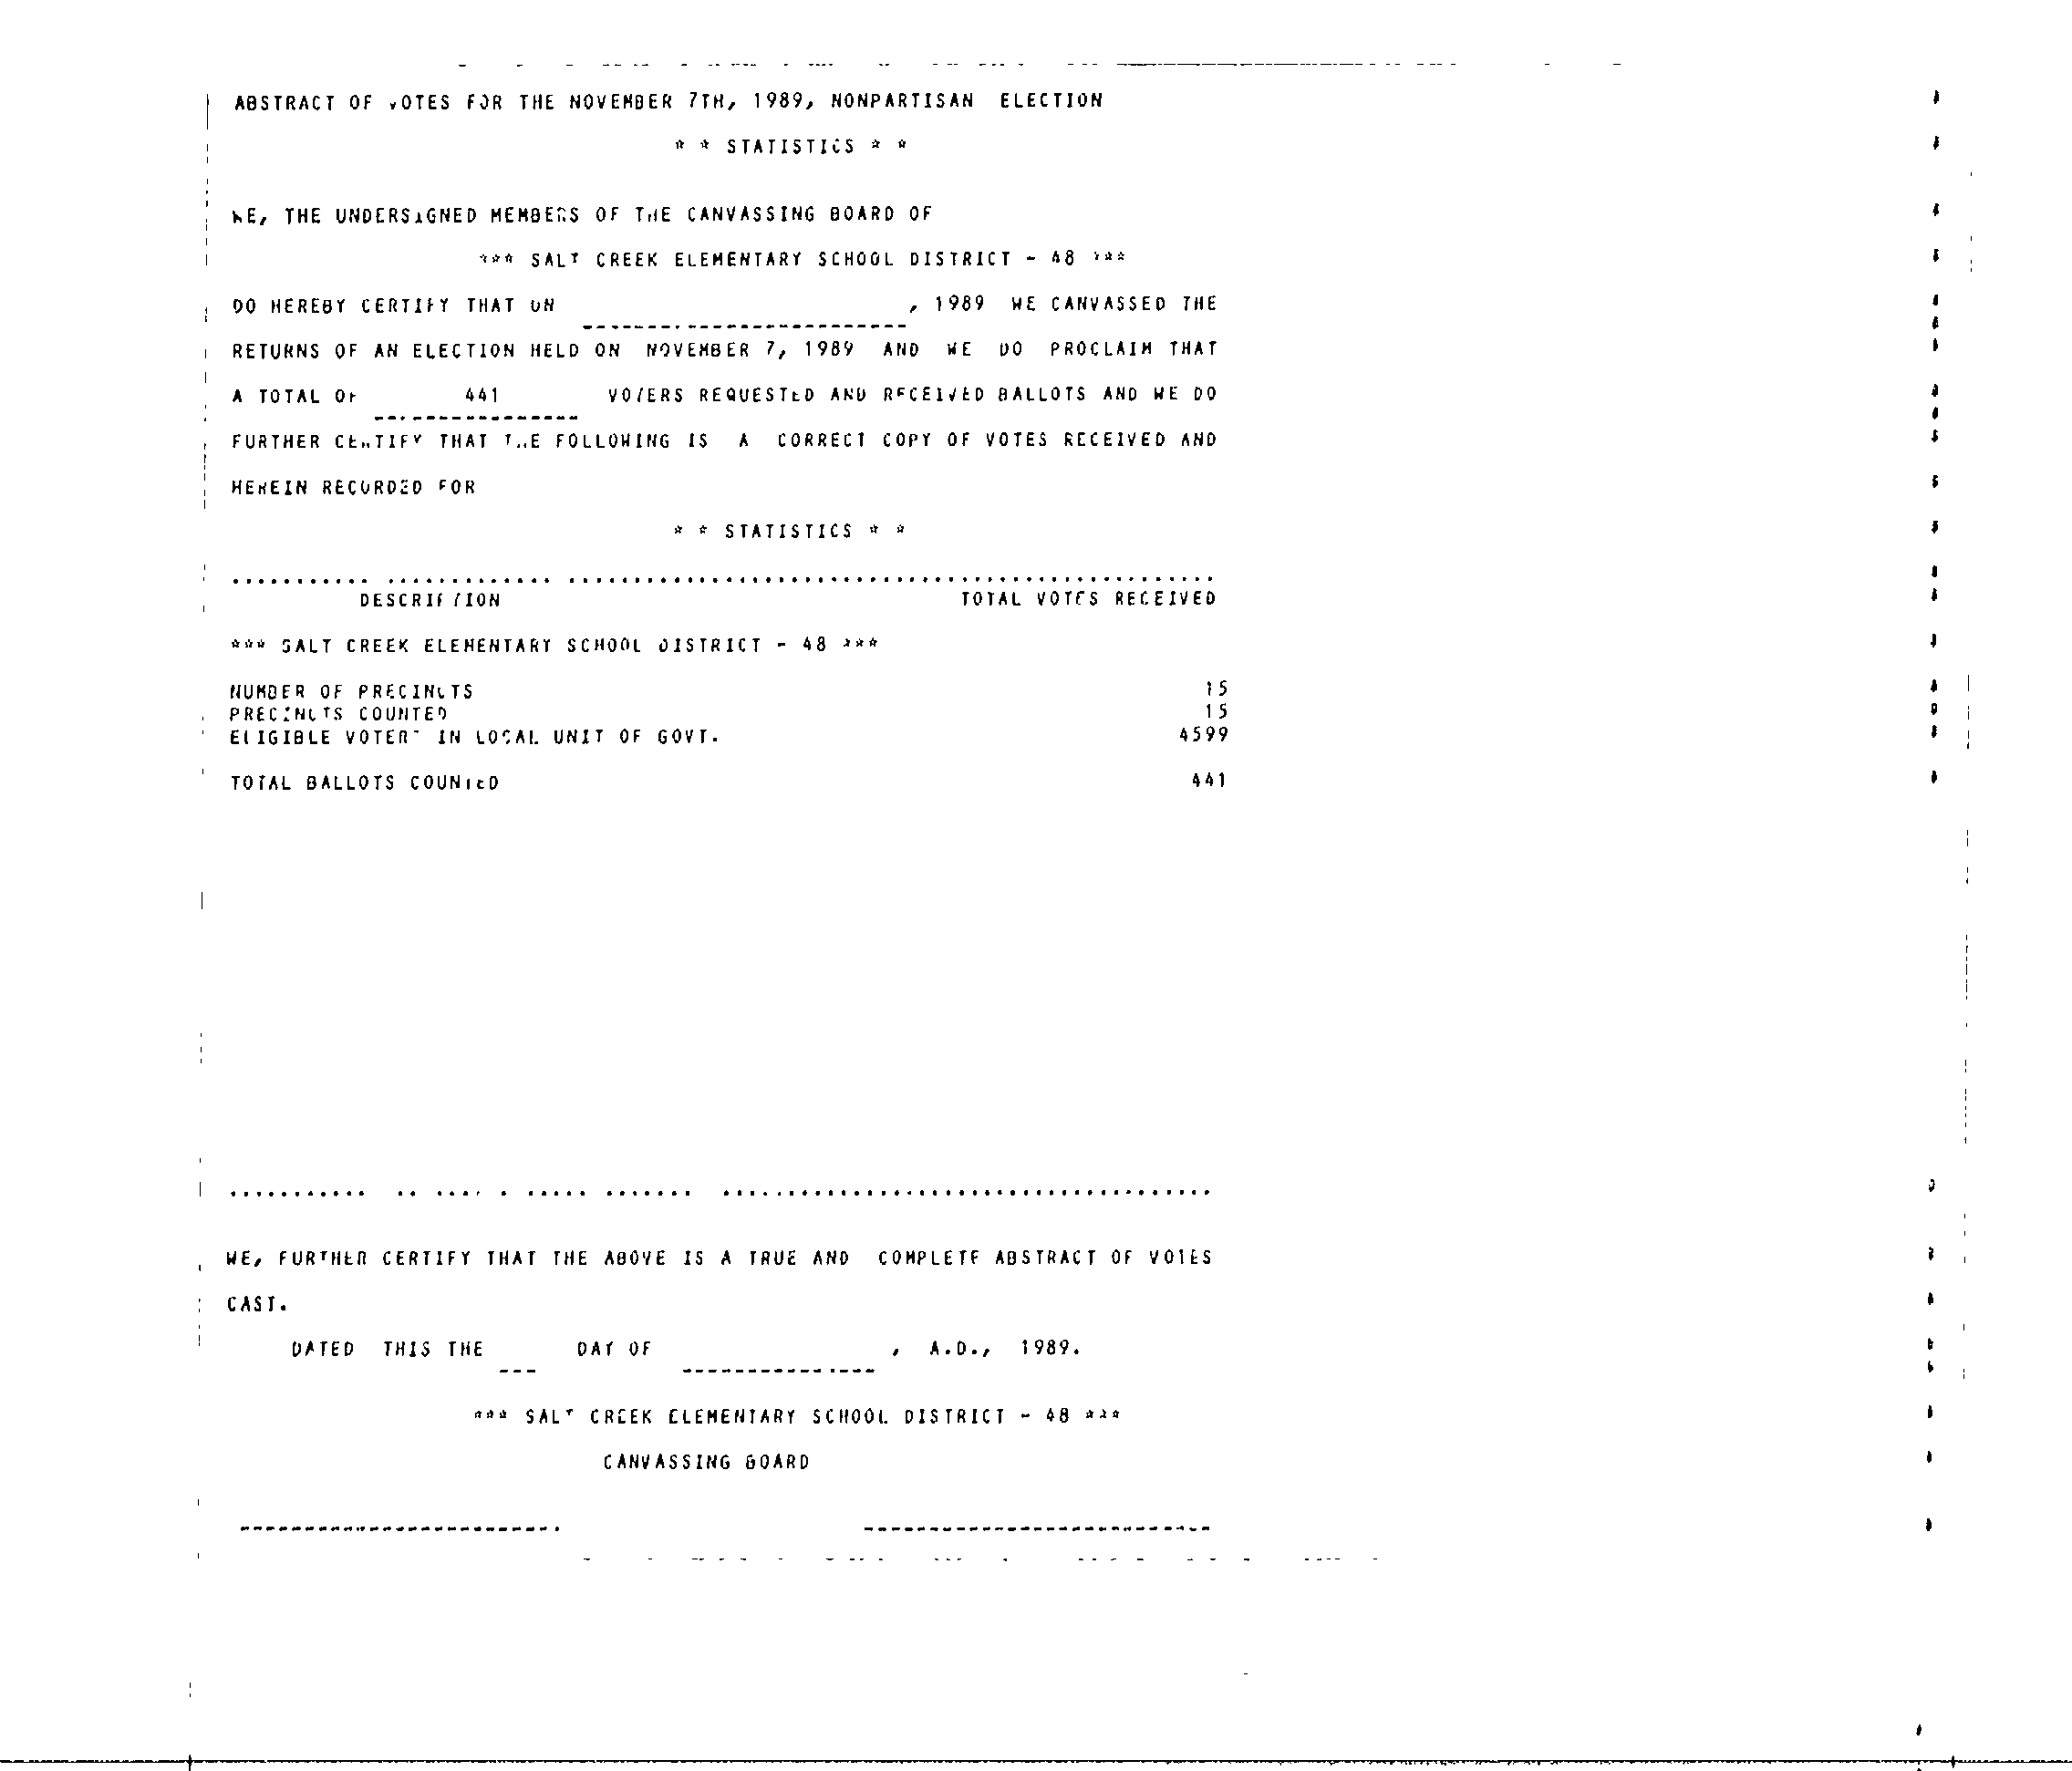 ABSTRACT OF VOTES FOR THE NOVEMBER 7TH, 1989, NONPARTISAN ELECTION
* * STATISTICS * *
WE, THE UNDERSIGNED MEMBERS OF THE CANVASSING BOARD OF
*** SALT CREEK ELEMENTARY SCHOOL DISTRICT - 48 ***
DO HEREBY CERTIFY THAT ON _________________________, 1989 WE CANVASSED THE
RETURNS OF AN ELECTION HELD ON NOVEMBER 7, 1989 AND WE DO PROCLAIM THAT
A TOTAL OF 441 VOTERS REQUESTED AND RECEIVED BALLOTS AND WE DO
FURTHER CERTIFY THAT THE FOLLOWING IS A CORRECT COPY OF VOTES RECEIVED AND
HEREIN RECORDED FOR
* * STATISTICS * *
DESCRIPTION TOTAL VOTES RECEIVED
*** SALT CREEK ELEMENTARY SCHOOL DISTRICT - 48 ***
NUMBER OF PRECINCTS 15
PRECINCTS COUNTED 15
ELIGIBLE VOTERS IN LOCAL UNIT OF GOVT. 4599
TOTAL BALLOTS COUNTED 441
WE, FURTHER CERTIFY THAT THE ABOVE IS A TRUE AND COMPLETE ABSTRACT OF VOTES
CAST.
DATED THIS THE ___ DAY OF _______________, A.D., 1989.
*** SALT CREEK ELEMENTARY SCHOOL DISTRICT - 48 ***
CANVASSING BOARD